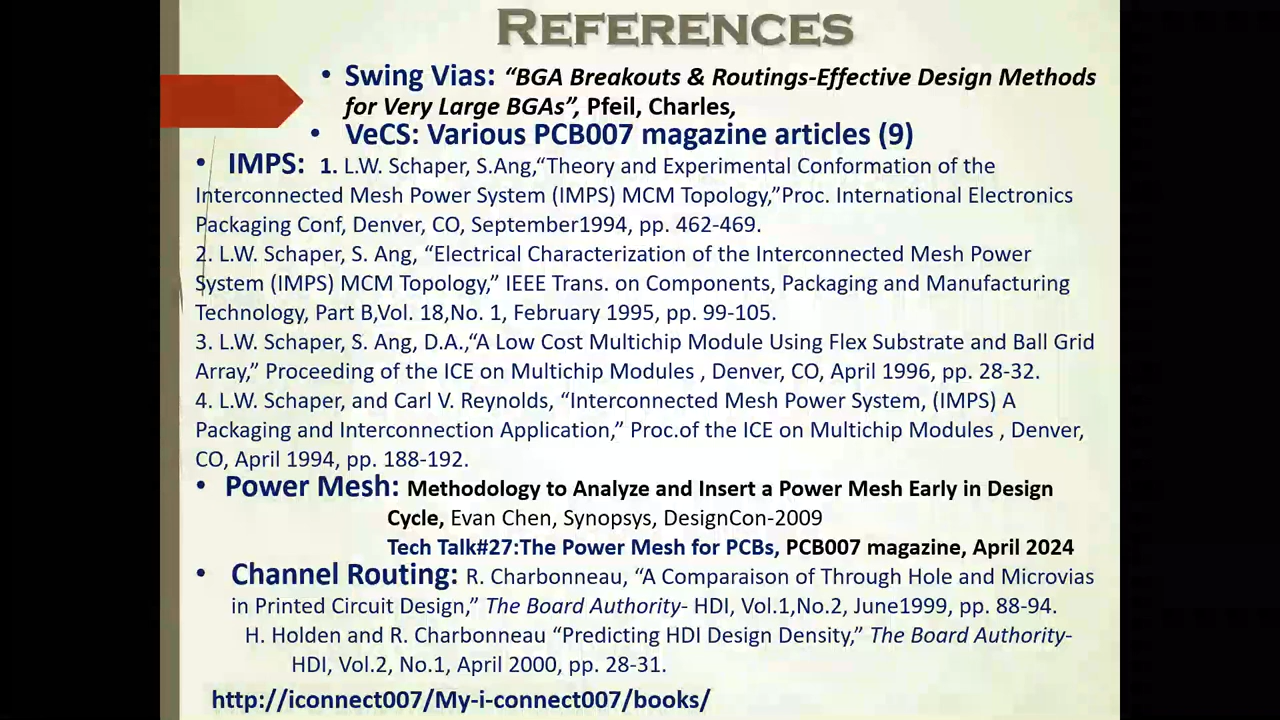 REFERENCES
• Swing Vias: “BGA Breakouts & Routings-Effective Design Methods
for Very Large BGAs”, Pfeil, Charles,
• VeCS: Various PCB007 magazine articles (9)
• IMPS: 1. L.W. Schaper, S.Ang,“Theory and Experimental Conformation of the
Interconnected Mesh Power System (IMPS) MCM Topology,”Proc. International Electronics
Packaging Conf, Denver, CO, September1994, pp. 462-469.
2. L.W. Schaper, S. Ang, “Electrical Characterization of the Interconnected Mesh Power
System (IMPS) MCM Topology,” IEEE Trans. on Components, Packaging and Manufacturing
Technology, Part B,Vol. 18,No. 1, February 1995, pp. 99-105.
3. L.W. Schaper, S. Ang, D.A.,“A Low Cost Multichip Module Using Flex Substrate and Ball Grid
Array,” Proceeding of the ICE on Multichip Modules , Denver, CO, April 1996, pp. 28-32.
4. L.W. Schaper, and Carl V. Reynolds, “Interconnected Mesh Power System, (IMPS) A
Packaging and Interconnection Application,” Proc.of the ICE on Multichip Modules , Denver,
CO, April 1994, pp. 188-192.
• Power Mesh: Methodology to Analyze and Insert a Power Mesh Early in Design
Cycle, Evan Chen, Synopsys, DesignCon-2009
Tech Talk#27:The Power Mesh for PCBs, PCB007 magazine, April 2024
• Channel Routing: R. Charbonneau, “A Comparaison of Through Hole and Microvias
in Printed Circuit Design,” The Board Authority- HDI, Vol.1,No.2, June1999, pp. 88-94.
H. Holden and R. Charbonneau “Predicting HDI Design Density,” The Board Authority-
HDI, Vol.2, No.1, April 2000, pp. 28-31.
http://iconnect007/My-i-connect007/books/